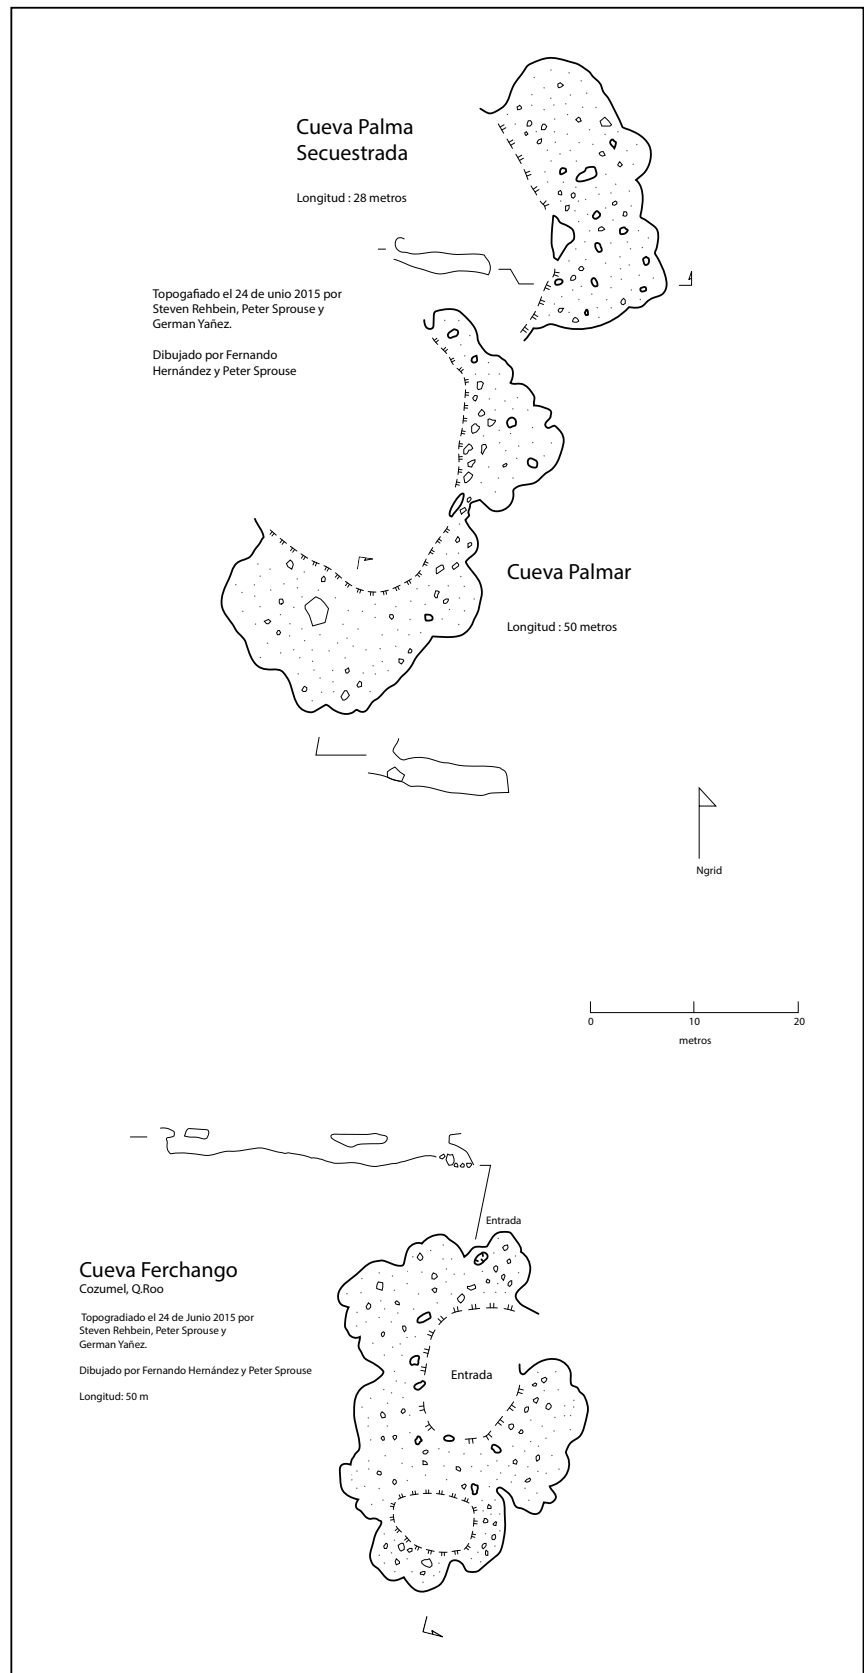 Cueva Palma
Secuestrada
Longitud : 28 metros
Topogafiado el 24 de unio 2015 por
Steven Rehbein, Peter Sprouse y
German Yañez.
Dibujado por Fernando
Hernández y Peter Sprouse
Cueva Palmar
Longitud : 50 metros
Ngrid
0 10 20
metros
Entrada
Cueva Ferchango
Cozumel, Q.Roo
Topogradiado el 24 de Junio 2015 por
Steven Rehbein, Peter Sprouse y
German Yañez.
Dibujado por Fernando Hernández y Peter Sprouse
Longitud: 50 m
Entrada